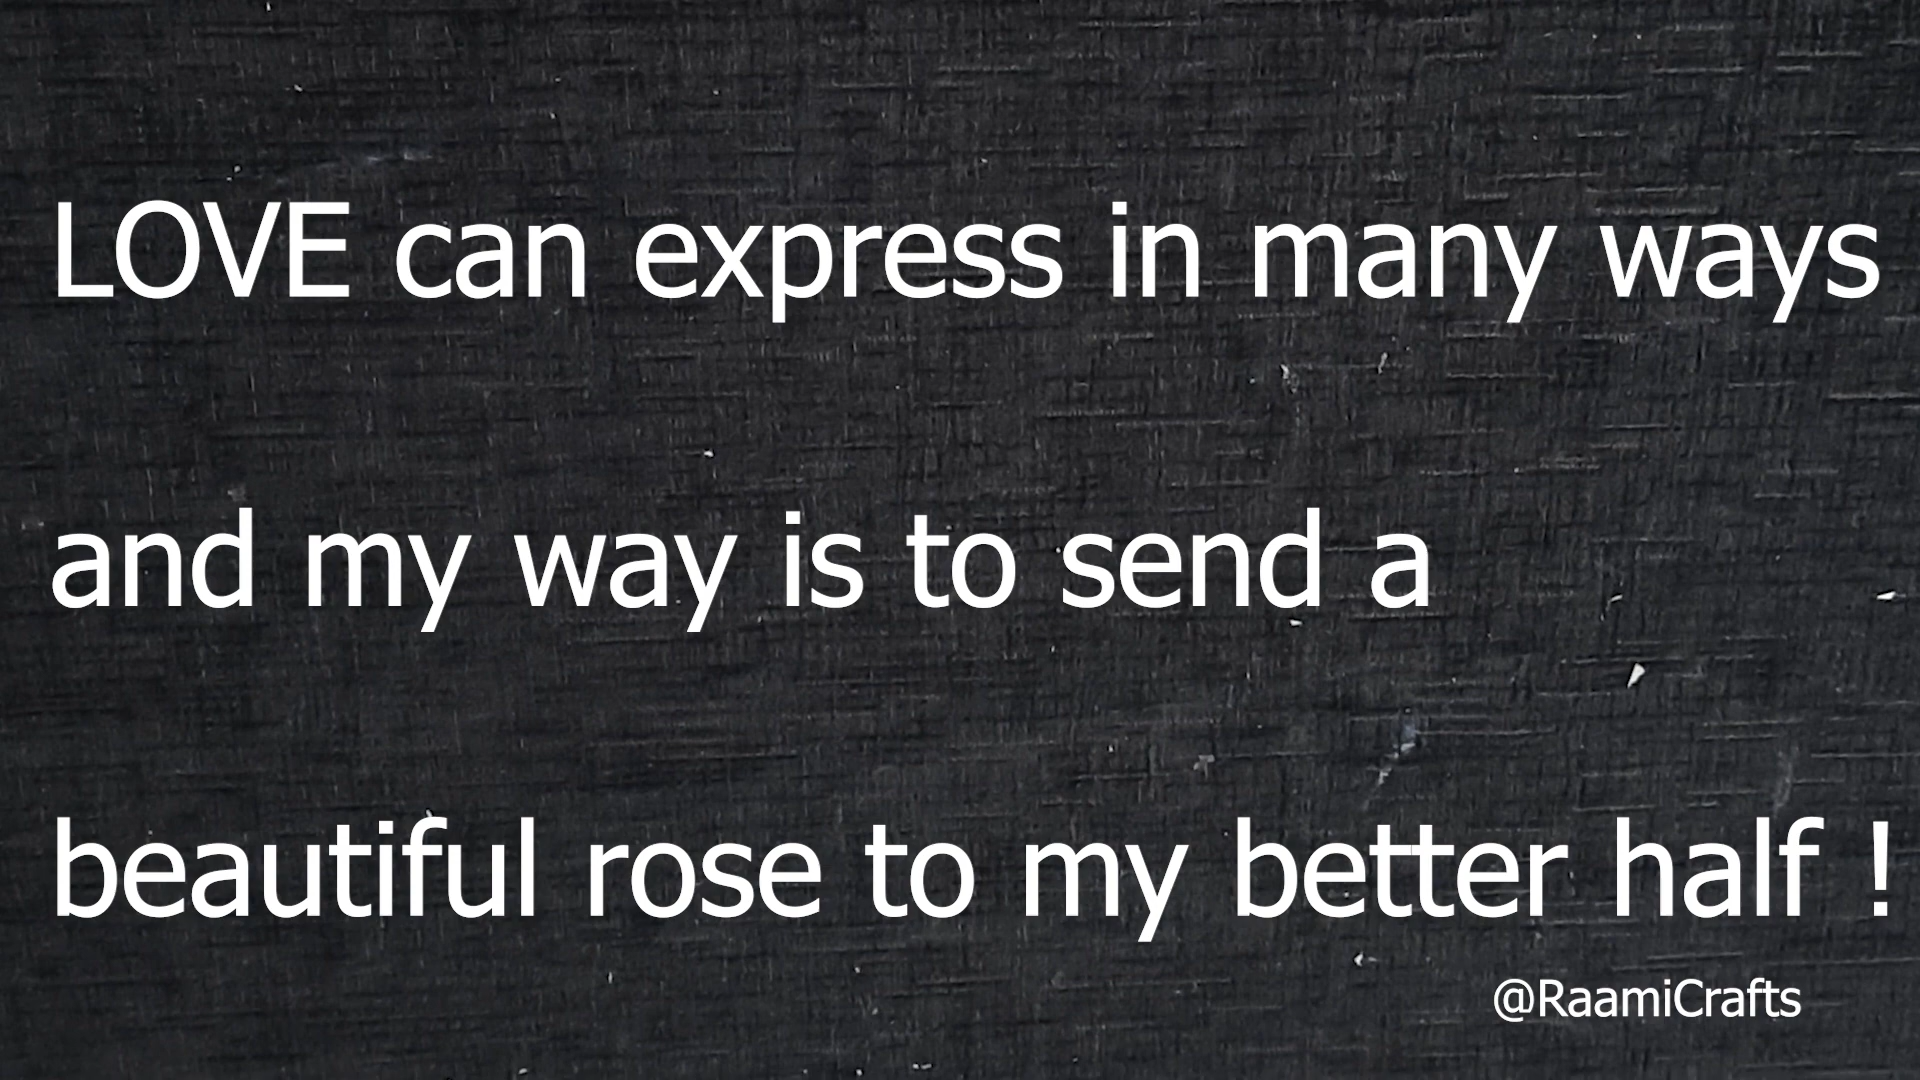 LOVE can express in many ways
and my way is to send a
beautiful rose to my better half !
@RaamiCrafts